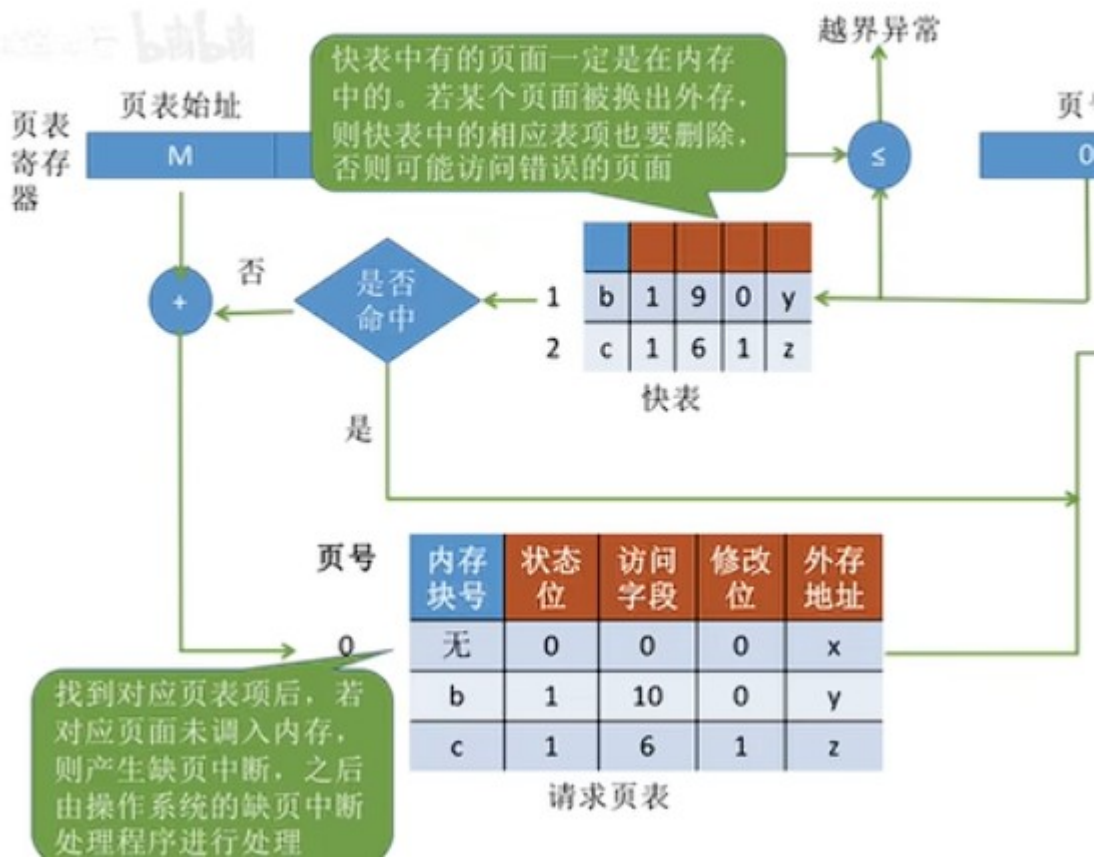 越界异常
快表中有的页面一定是在内存
中的。若某个页面被换出外存，
则快表中的相应表项也要删除，
否则可能访问错误的页面
页表始址
页号
页表
寄存
器
M
≤
0
+
否
是否
命中
1 b 1 9 0 y
2 c 1 6 1 z
快表
是
页号 内存块号 状态位 访问字段 修改位 外存地址
0 无 0 0 0 x
b 1 10 0 y
c 1 6 1 z
请求页表
找到对应页表项后，若
对应页面未调入内存，
则产生缺页中断，之后
由操作系统的缺页中断
处理程序进行处理